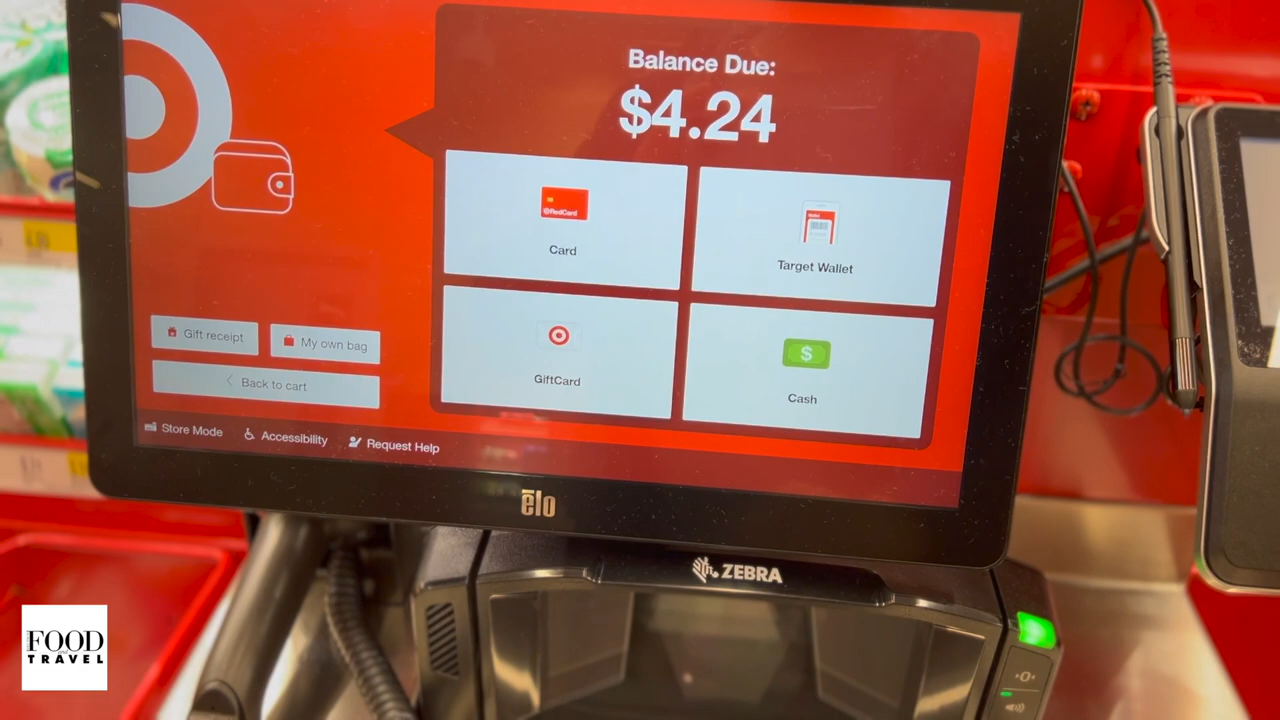 Balance Due:
$4.24
RedCard
Card
Target Wallet
GiftCard
$
Cash
Gift receipt
My own bag
Back to cart
Store Mode
Accessibility
Request Help
elo
ZEBRA
→0←
FOOD
AND
TRAVEL